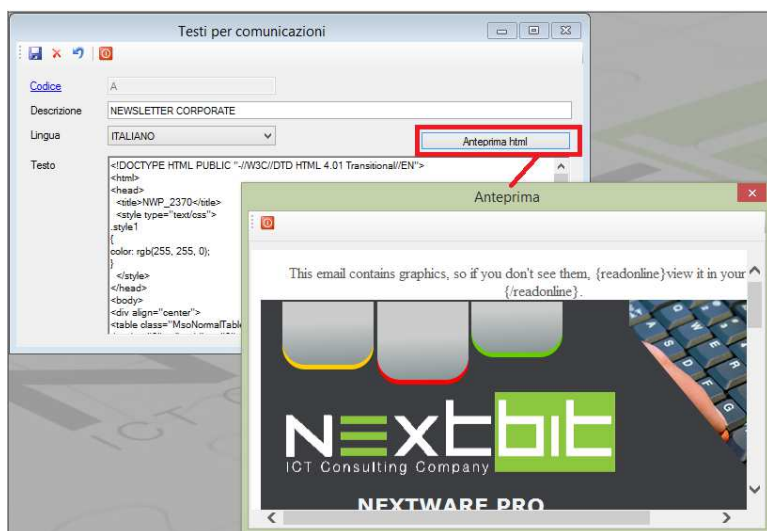 Testi per comunicazioni
Codice
A
Descrizione
NEWSLETTER CORPORATE
Lingua
ITALIANO
Anteprima html
Testo
<!DOCTYPE HTML PUBLIC "-//W3C//DTD HTML 4.01 Transitional//EN">
<html>
<head>
<title>NWP_2370</title>
<style type="text/css">
.style1
{
color: rgb(255, 255, 0);
}
</style>
</head>
<body>
<div align="center">
<table class="MsoNormalTable
Anteprima
This email contains graphics, so if you don't see them, {readonline}view it in your
{/readonline}.
NEXtbit
ICT Consulting Company
NEXTWARE PRO